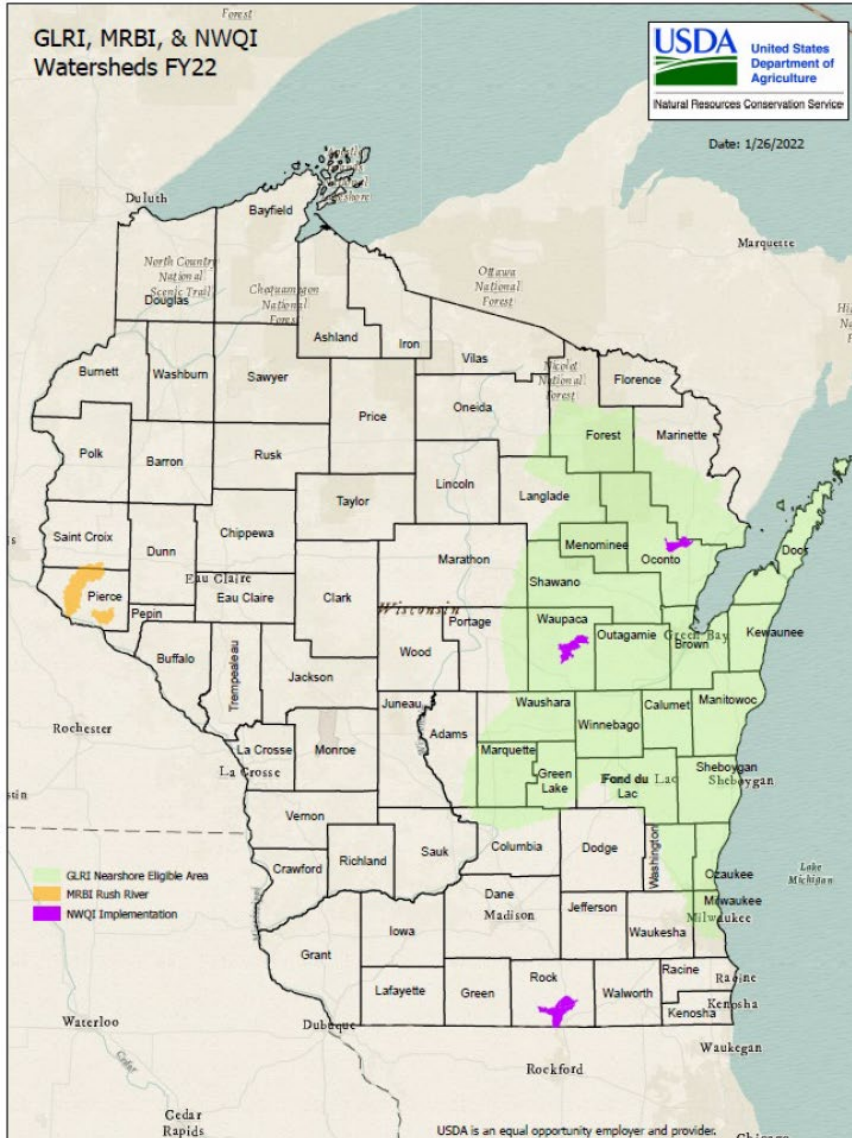 Forest
GLRI, MRBI, & NWQI
Watersheds FY22
USDA
United States
Department of
Agriculture
Natural Resources Conservation Service
Date: 1/26/2022
Duluth
Bayfield
Marquette
North Country
National
Scenic Trail
Douglas
Chequamegon
National
Forest
Ottawa
National
Forest
Ashland
Iron
Vilas
Burnett
Washburn
Sawyer
Nicolet
National
Forest
Florence
Price
Oneida
Forest
Marinette
Polk
Barron
Rusk
Lincoln
Langlade
Taylor
Saint Croix
Dunn
Chippewa
Marathon
Menominee
Oconto
Door
Pierce
Eau Claire
Eau Claire
Clark
Shawano
Pepin
Wisconsin
Portage
Waupaca
Outagamie
Green Bay
Brown
Kewaunee
Buffalo
Trempealeau
Jackson
Wood
Juneau
Adams
Waushara
Winnebago
Calumet
Manitowoc
Rochester
La Crosse
La Crosse
Monroe
Marquette
Green
Lake
Fond du Lac
Fond du
Lac
Sheboygan
Sheboygan
Vernon
Crawford
Richland
Sauk
Columbia
Dodge
Washington
Ozaukee
Lake
Michigan
GLRI Nearshore Eligible Area
MRBI Rush River
NWQI Implementation
Dane
Madison
Jefferson
Waukesha
Milwaukee
Milwaukee
Grant
Iowa
Lafayette
Green
Rock
Walworth
Racine
Racine
Kenosha
Kenosha
Waterloo
Dubuque
Waukegan
Rockford
Cedar
Cedar
Rapids
USDA is an equal opportunity employer and provider.